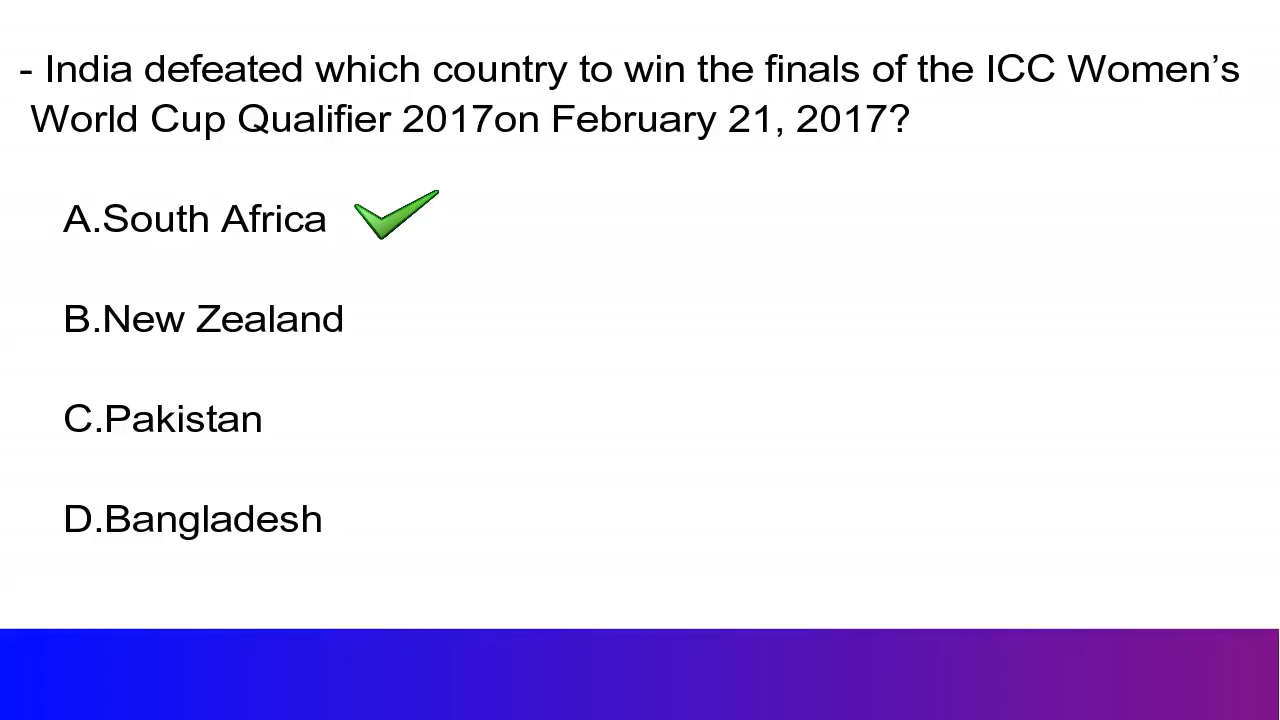 - India defeated which country to win the finals of the ICC Women’s
World Cup Qualifier 2017on February 21, 2017?
A.South Africa
B.New Zealand
C.Pakistan
D.Bangladesh